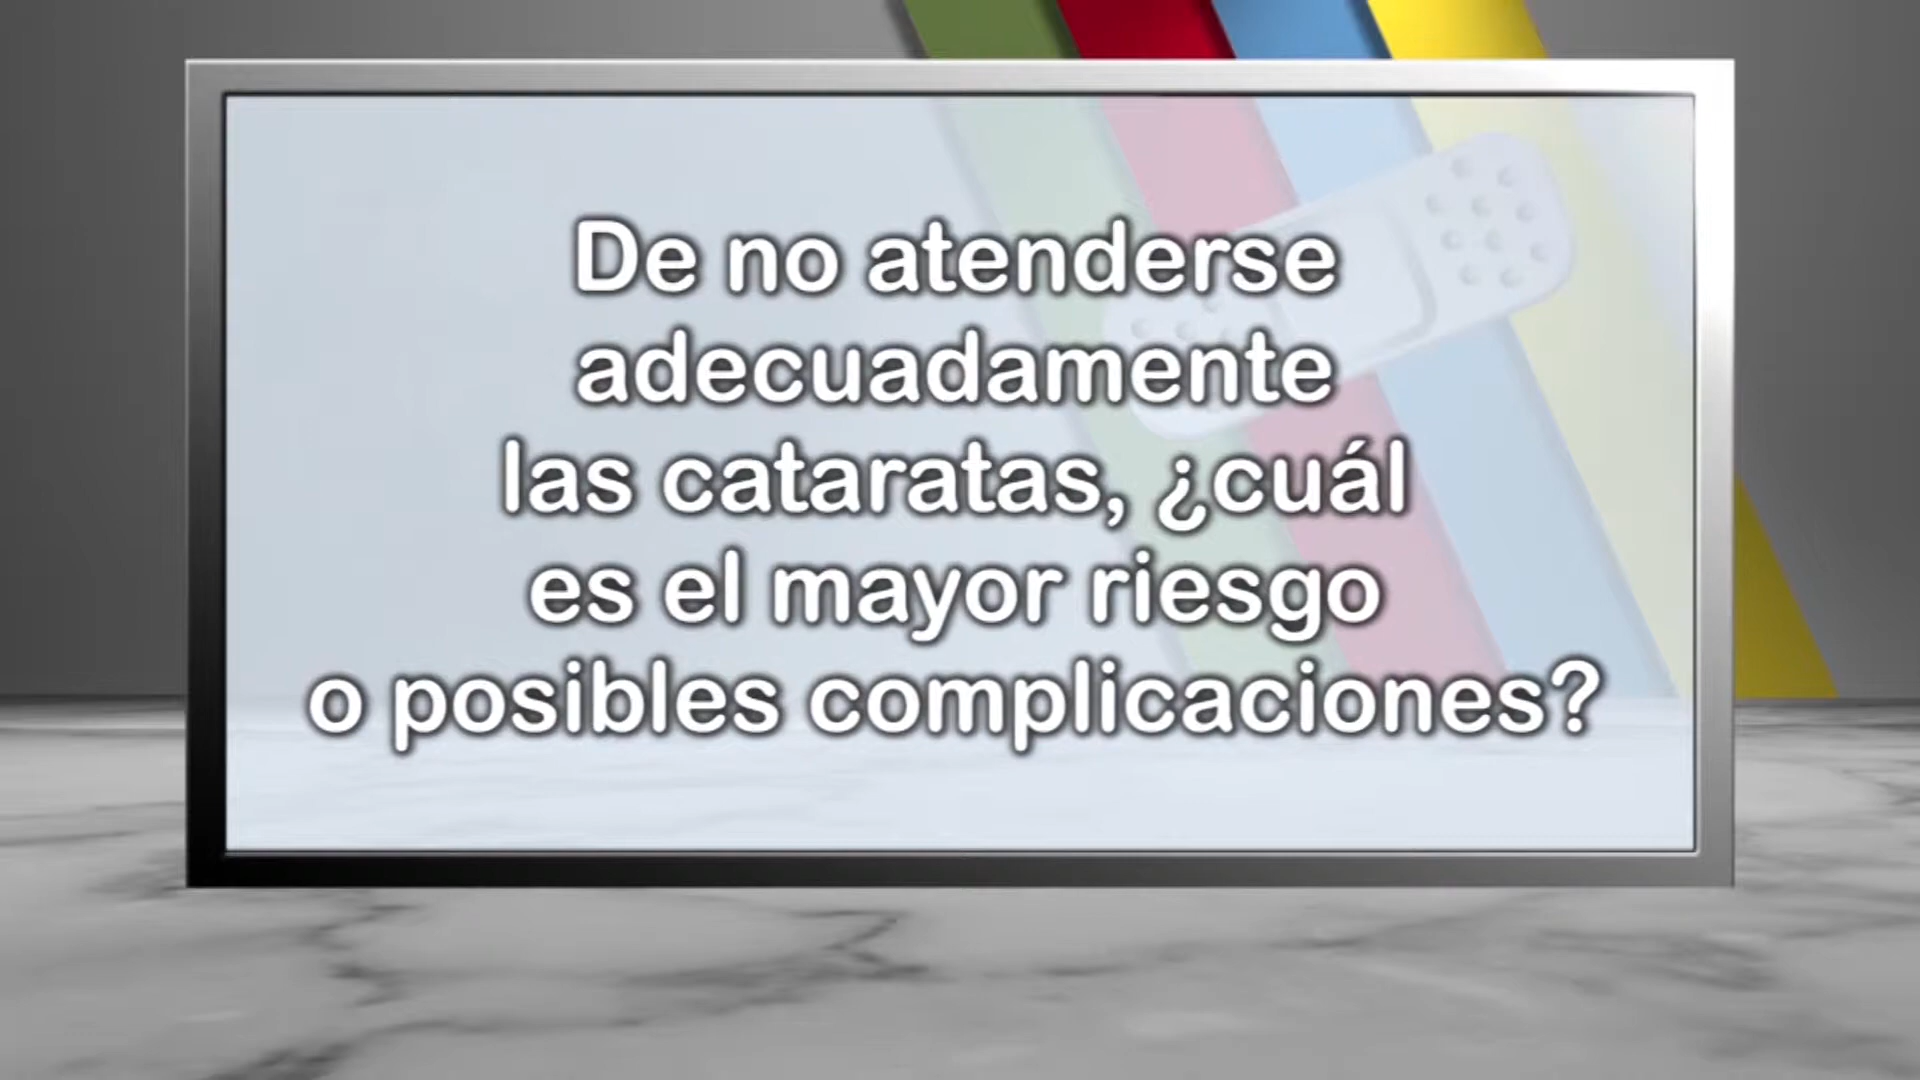 De no atenderse
adecuadamente
las cataratas, ¿cuál
es el mayor riesgo
o posibles complicaciones?